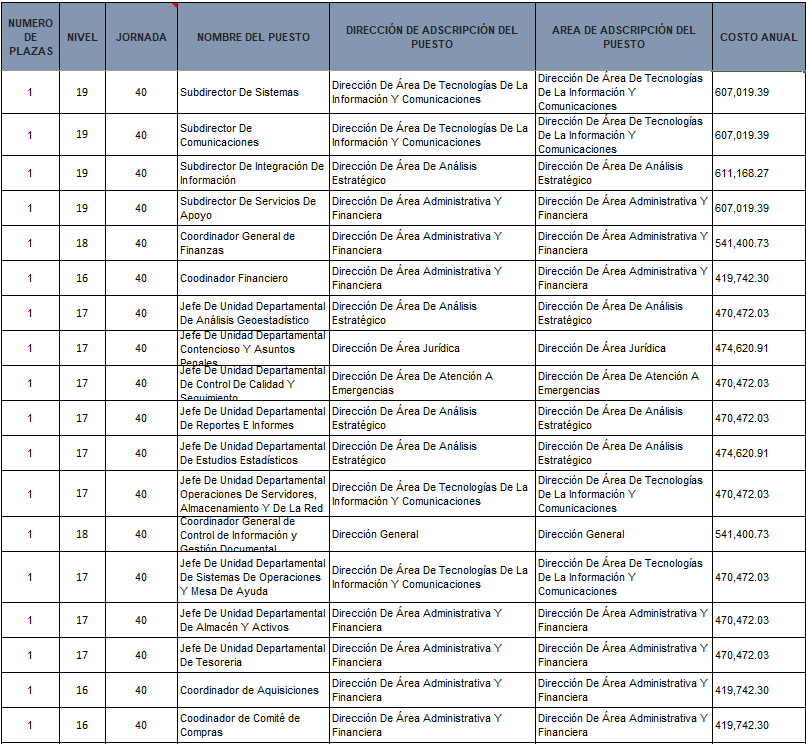 NUMERO DE PLAZAS NIVEL JORNADA NOMBRE DEL PUESTO DIRECCIÓN DE ADSCRIPCIÓN DEL PUESTO AREA DE ADSCRIPCIÓN DEL PUESTO COSTO ANUAL
1 19 40 Subdirector De Sistemas Dirección De Área De Tecnologías De La Información Y Comunicaciones Dirección De Área De Tecnologías De La Información Y Comunicaciones 607,019.39
1 19 40 Subdirector De Comunicaciones Dirección De Área De Tecnologías De La Información Y Comunicaciones Dirección De Área De Tecnologías De La Información Y Comunicaciones 607,019.39
1 19 40 Subdirector De Integración De Información Dirección De Área De Análisis Estratégico Dirección De Área De Análisis Estratégico 611,168.27
1 19 40 Subdirector De Servicios De Apoyo Dirección De Área Administrativa Y Financiera Dirección De Área Administrativa Y Financiera 607,019.39
1 18 40 Coordinador General de Finanzas Dirección De Área Administrativa Y Financiera Dirección De Área Administrativa Y Financiera 541,400.73
1 16 40 Coodinador Financiero Dirección De Área Administrativa Y Financiera Dirección De Área Administrativa Y Financiera 419,742.30
1 17 40 Jefe De Unidad Departamental De Análisis Geoestadístico Dirección De Área De Análisis Estratégico Dirección De Área De Análisis Estratégico 470,472.03
1 17 40 Jefe De Unidad Departamental Contencioso Y Asuntos Penales Dirección De Área Jurídica Dirección De Área Jurídica 474,620.91
1 17 40 Jefe De Unidad Departamental De Control De Calidad Y Seguimiento Dirección De Área De Atención A Emergencias Dirección De Área De Atención A Emergencias 470,472.03
1 17 40 Jefe De Unidad Departamental De Reportes E Informes Dirección De Área De Análisis Estratégico Dirección De Área De Análisis Estratégico 470,472.03
1 17 40 Jefe De Unidad Departamental De Estudios Estadísticos Dirección De Área De Análisis Estratégico Dirección De Área De Análisis Estratégico 474,620.91
1 17 40 Jefe De Unidad Departamental Operaciones De Servidores, Almacenamiento Y De La Red Dirección De Área De Tecnologías De La Información Y Comunicaciones Dirección De Área De Tecnologías De La Información Y Comunicaciones 470,472.03
1 18 40 Coordinador General de Control de Información y Gestión Documental Dirección General Dirección General 541,400.73
1 17 40 Jefe De Unidad Departamental De Sistemas De Operaciones Y Mesa De Ayuda Dirección De Área De Tecnologías De La Información Y Comunicaciones Dirección De Área De Tecnologías De La Información Y Comunicaciones 470,472.03
1 17 40 Jefe De Unidad Departamental De Almacén Y Activos Dirección De Área Administrativa Y Financiera Dirección De Área Administrativa Y Financiera 470,472.03
1 17 40 Jefe De Unidad Departamental De Tesoreria Dirección De Área Administrativa Y Financiera Dirección De Área Administrativa Y Financiera 470,472.03
1 16 40 Coordinador de Aquisiciones Dirección De Área Administrativa Y Financiera Dirección De Área Administrativa Y Financiera 419,742.30
1 16 40 Coodinador de Comité de Compras Dirección De Área Administrativa Y Financiera Dirección De Área Administrativa Y Financiera 419,742.30